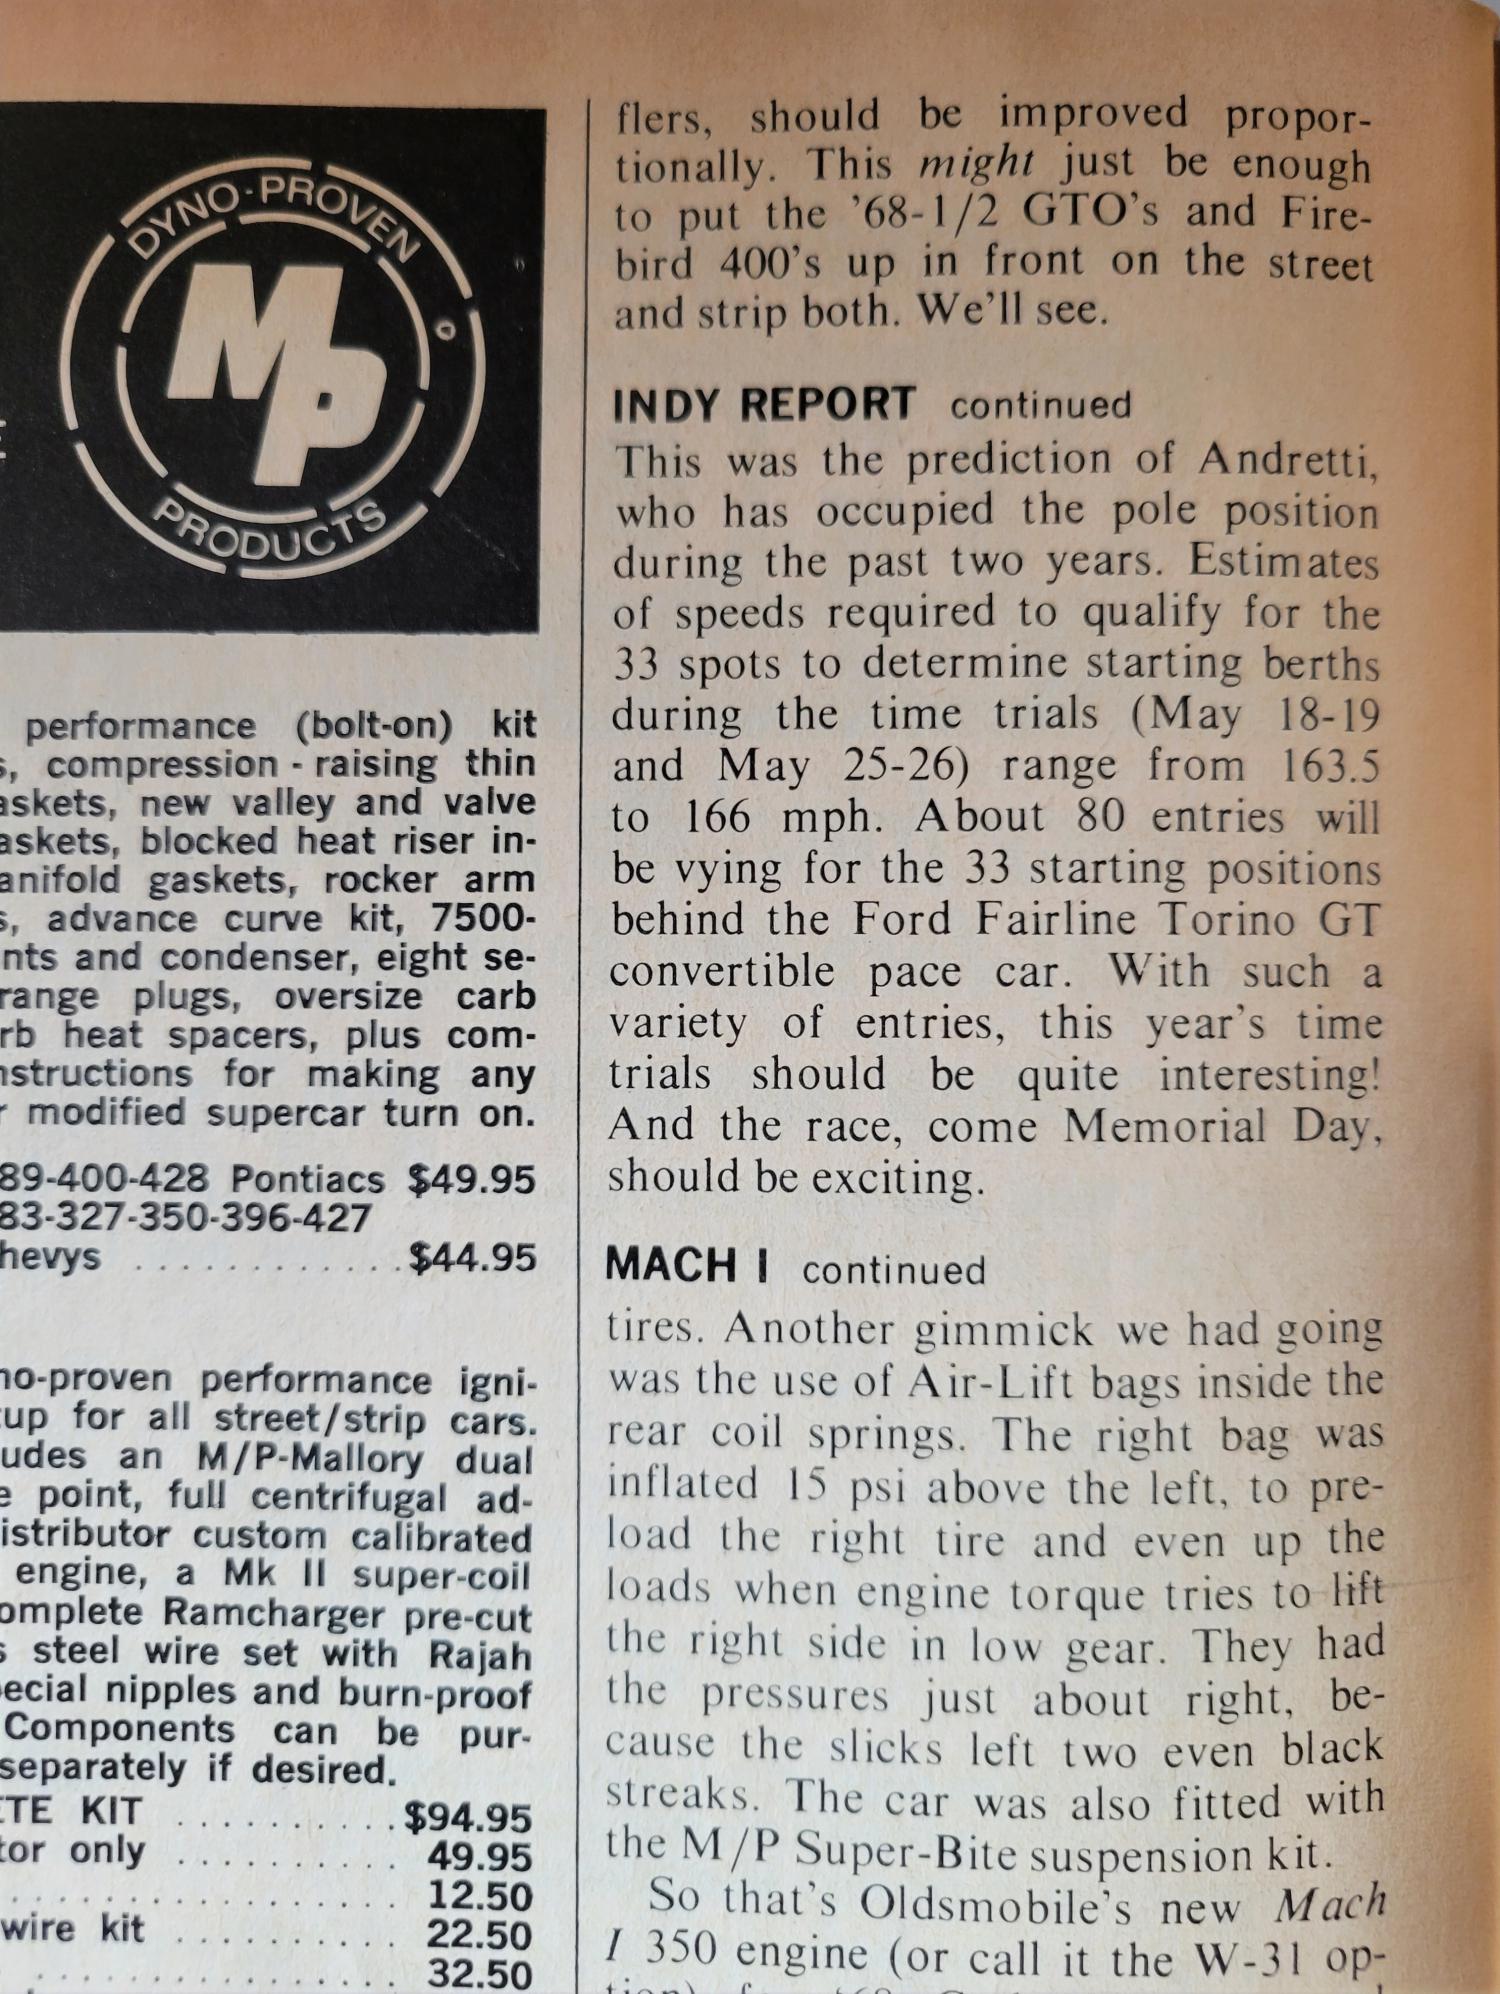 DYNO-PROVEN
MP
PRODUCTS
performance (bolt-on) kit
compression - raising thin
new valley and valve
blocked heat riser in-
gaskets, rocker arm
advance curve kit, 7500-
and condenser, eight se-
range plugs, oversize carb
heat spacers, plus com-
for making any
modified supercar turn on.
89-400-428 Pontiacs $49.95
83-327-350-396-427
hevys .............$44.95
no-proven performance igni-
up for all street/strip cars.
udes an M/P-Mallory dual
point, full centrifugal ad-
istributor custom calibrated
engine, a Mk II super-coil
omplete Ramcharger pre-cut
steel wire set with Rajah
ecial nipples and burn-proof
Components can be pur-
separately if desired.
ETE KIT ..........$94.95
tor only .......... 49.95
.................. 12.50
wire kit .......... 22.50
.................. 32.50
flers, should be improved propor-
tionally. This might just be enough
to put the '68-1/2 GTO's and Fire-
bird 400's up in front on the street
and strip both. We'll see.
INDY REPORT continued
This was the prediction of Andretti,
who has occupied the pole position
during the past two years. Estimates
of speeds required to qualify for the
33 spots to determine starting berths
during the time trials (May 18-19
and May 25-26) range from 163.5
to 166 mph. About 80 entries will
be vying for the 33 starting positions
behind the Ford Fairline Torino GT
convertible pace car. With such a
variety of entries, this year's time
trials should be quite interesting!
And the race, come Memorial Day,
should be exciting.
MACH I continued
tires. Another gimmick we had going
was the use of Air-Lift bags inside the
rear coil springs. The right bag was
inflated 15 psi above the left, to pre-
load the right tire and even up the
loads when engine torque tries to lift
the right side in low gear. They had
the pressures just about right, be-
cause the slicks left two even black
streaks. The car was also fitted with
the M/P Super-Bite suspension kit.
So that's Oldsmobile's new Mach
I 350 engine (or call it the W-31 op-